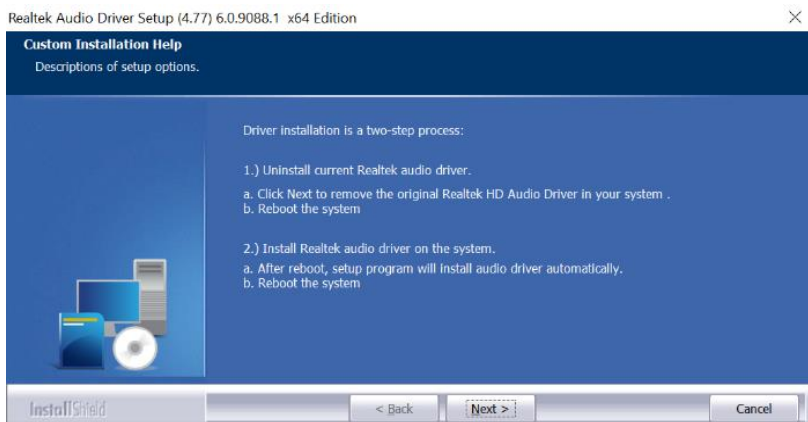 Realtek Audio Driver Setup (4.77) 6.0.9088.1 x64 Edition
Custom Installation Help
Descriptions of setup options.
Driver installation is a two-step process:
1.) Uninstall current Realtek audio driver.
a. Click Next to remove the original Realtek HD Audio Driver in your system .
b. Reboot the system
2.) Install Realtek audio driver on the system.
a. After reboot, setup program will install audio driver automatically.
b. Reboot the system
InstallShield
< Back
Next >
Cancel